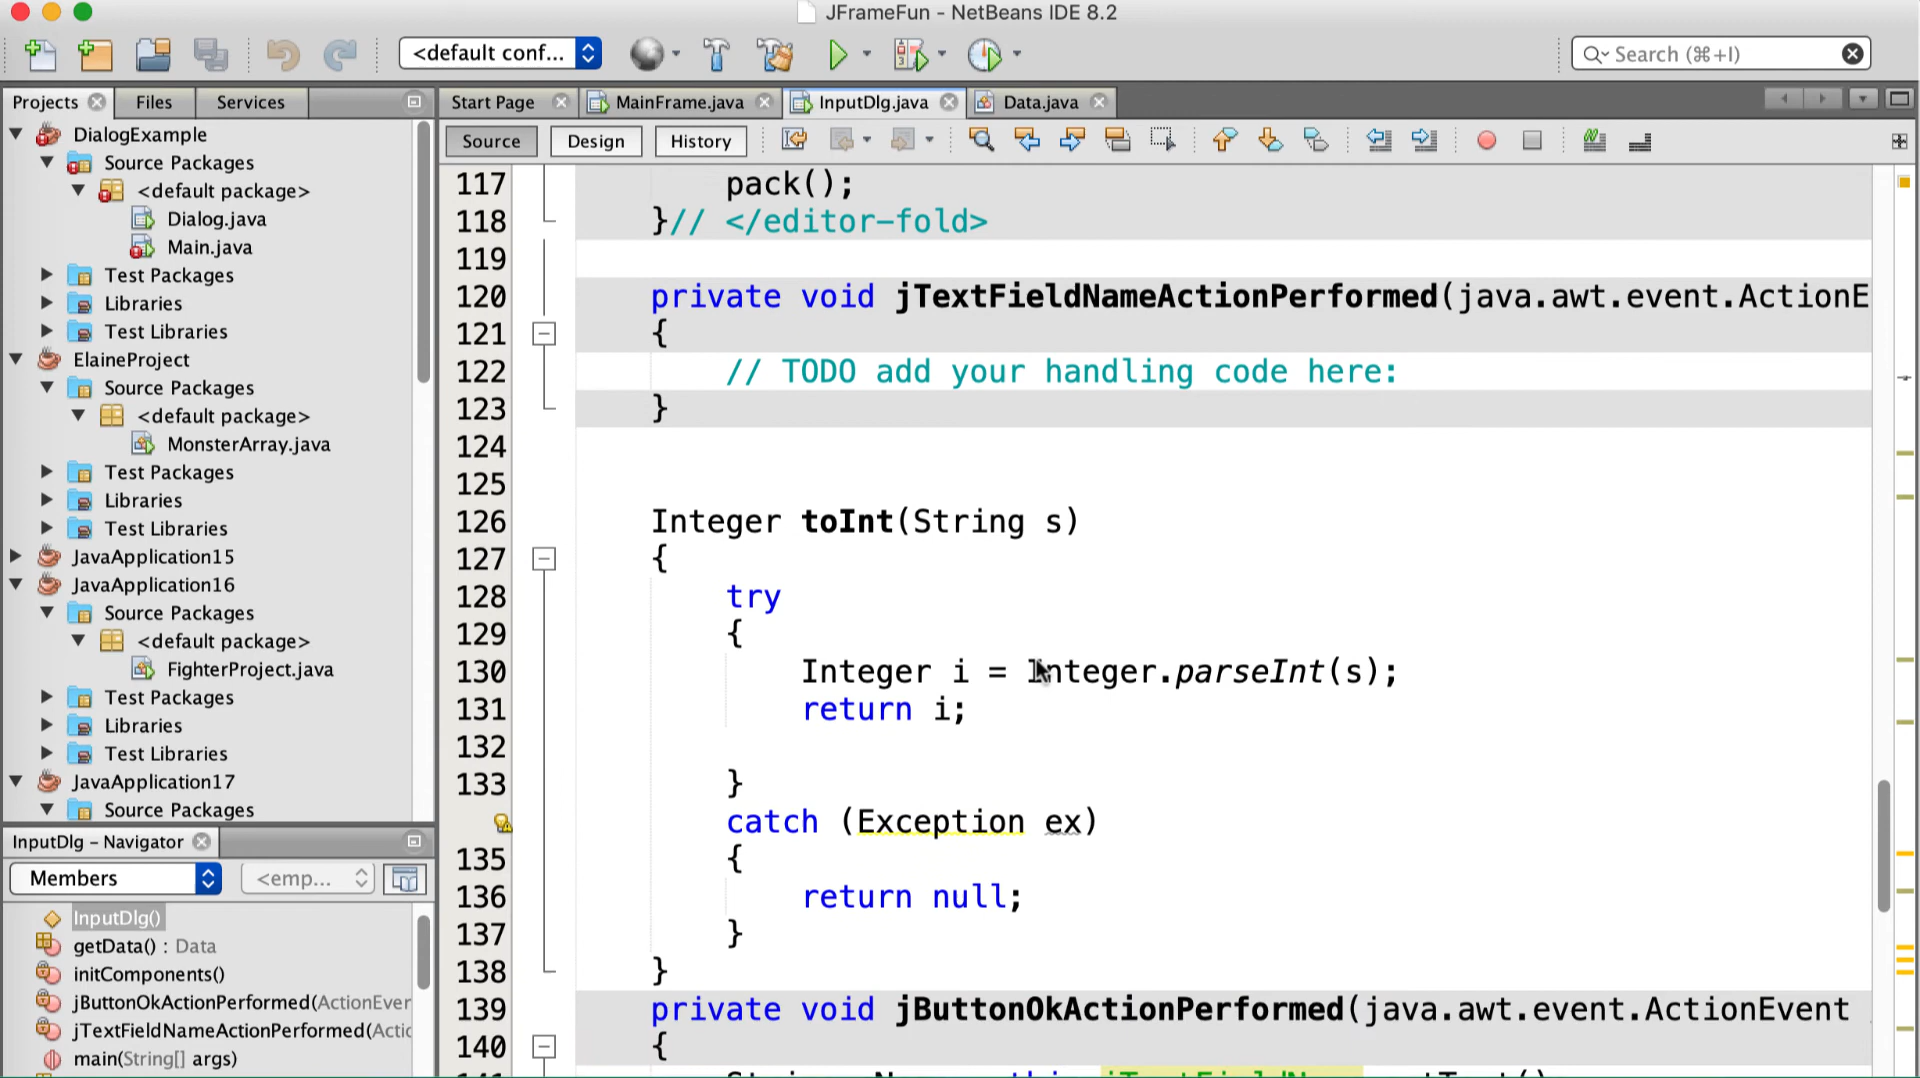 JFrameFun - NetBeans IDE 8.2
<default conf...
Search (⌘+I)
Projects
Files
Services
Start Page
MainFrame.java
InputDlg.java
Data.java
Source
Design
History
DialogExample
Source Packages
<default package>
Dialog.java
Main.java
Test Packages
Libraries
Test Libraries
ElaineProject
Source Packages
<default package>
MonsterArray.java
Test Packages
Libraries
Test Libraries
JavaApplication15
JavaApplication16
Source Packages
<default package>
FighterProject.java
Test Packages
Libraries
Test Libraries
JavaApplication17
Source Packages
InputDlg - Navigator
Members
<emp...
InputDlg()
getData() : Data
initComponents()
jButtonOkActionPerformed(ActionEver
jTextFieldNameActionPerformed(Actic
main(String[] args)
117 pack();
118 }// </editor-fold>
119
120 private void jTextFieldNameActionPerformed(java.awt.event.ActionE
121 {
122 // TODO add your handling code here:
123 }
124
125
126 Integer toInt(String s)
127 {
128 try
129 {
130 Integer i = Integer.parseInt(s);
131 return i;
132
133 }
catch (Exception ex)
135 {
136 return null;
137 }
138 }
139 private void jButtonOkActionPerformed(java.awt.event.ActionEvent
140 {